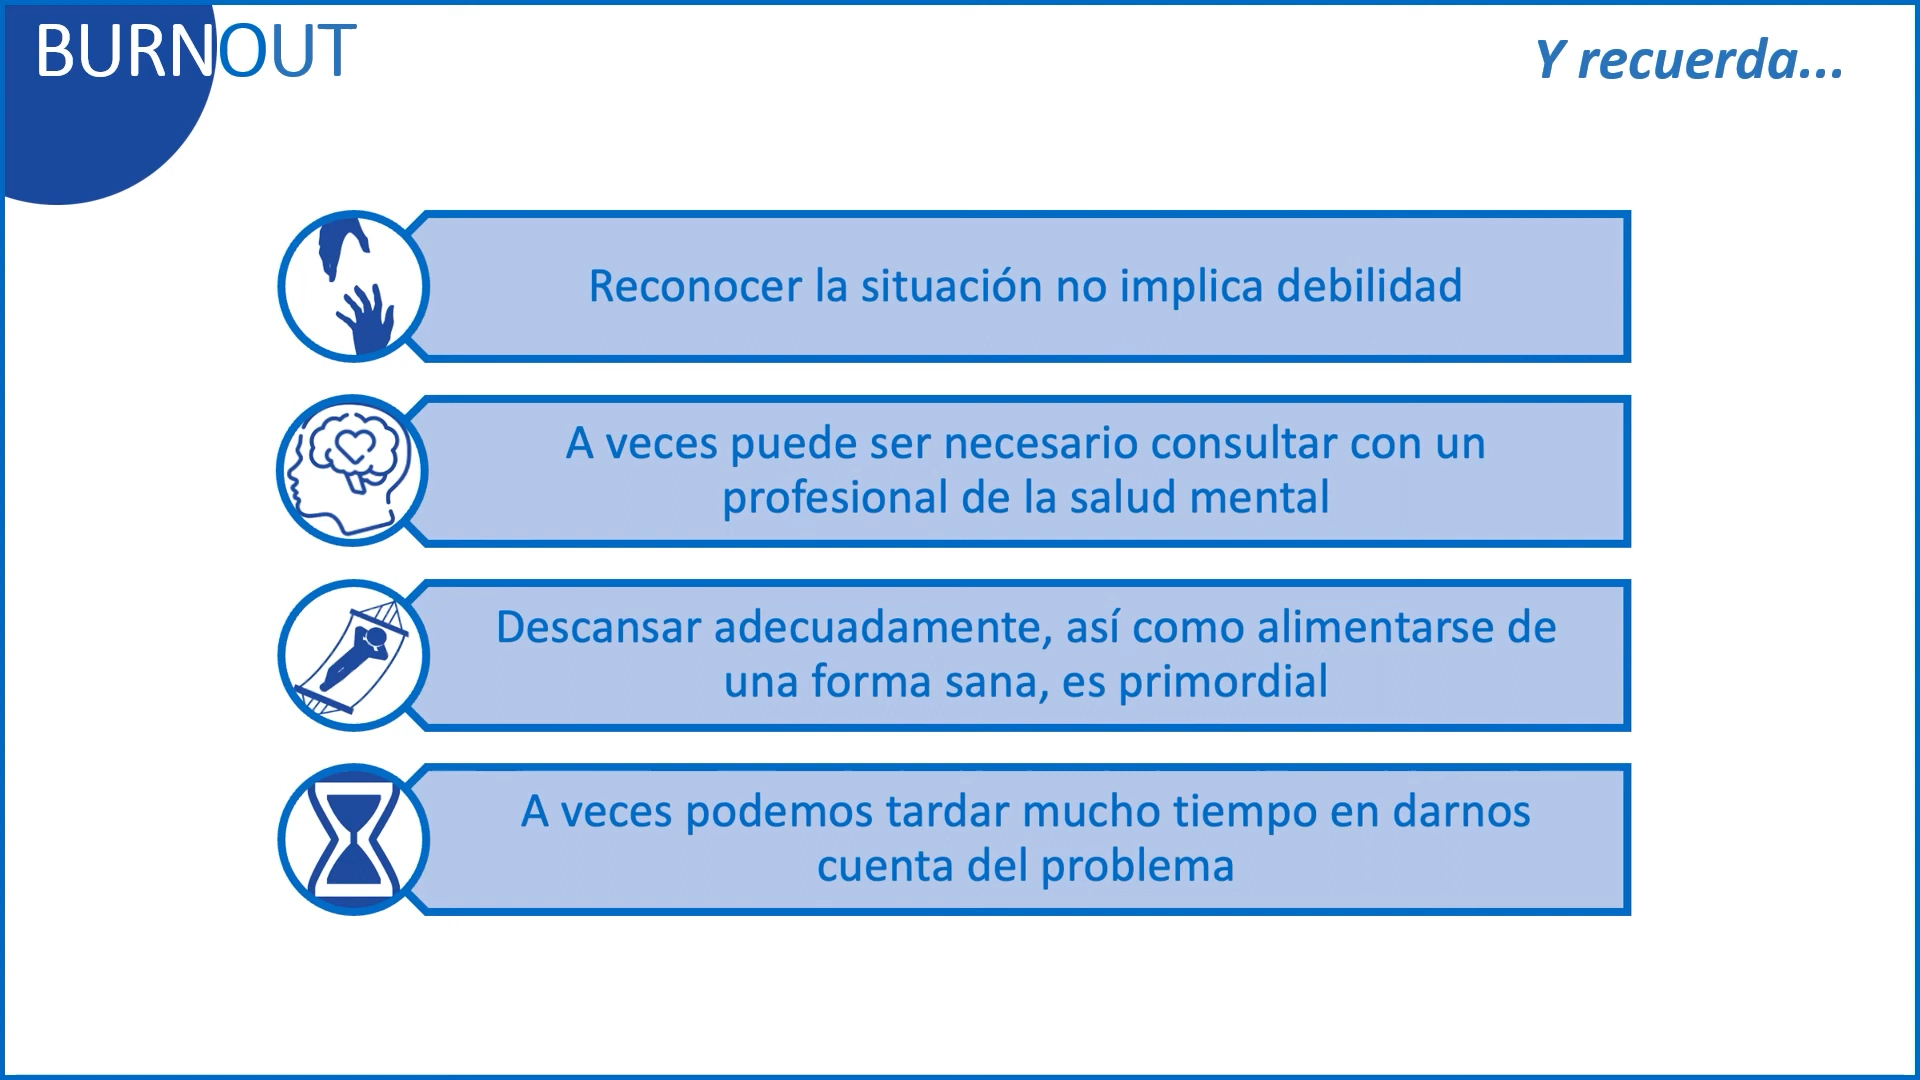 BURNOUT
Y recuerda...
Reconocer la situación no implica debilidad
A veces puede ser necesario consultar con un
profesional de la salud mental
Descansar adecuadamente, así como alimentarse de
una forma sana, es primordial
A veces podemos tardar mucho tiempo en darnos
cuenta del problema